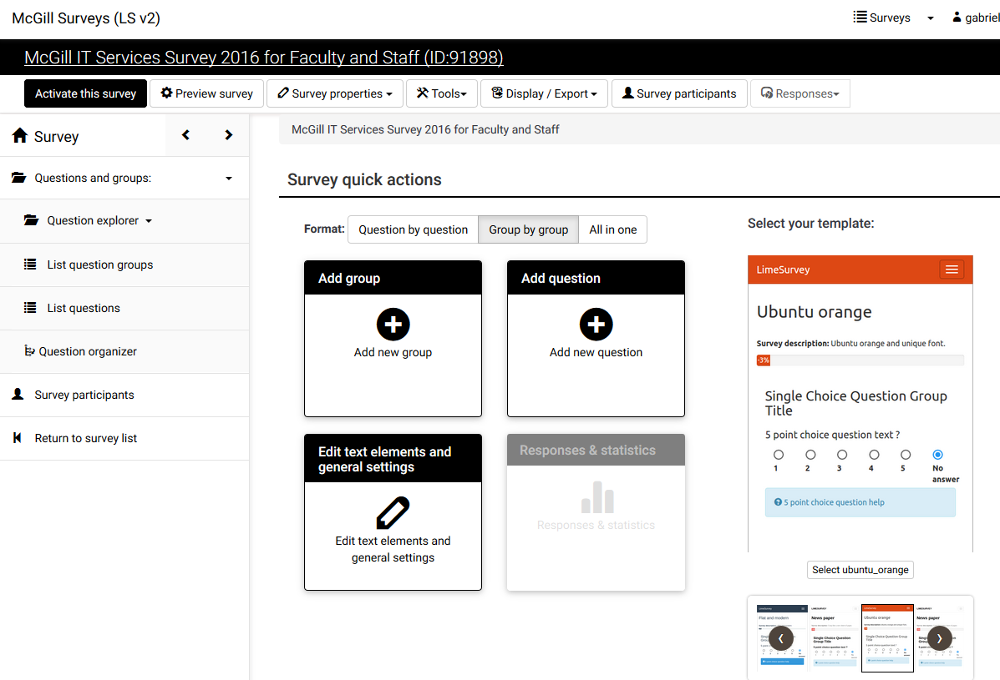 McGill Surveys (LS v2)
Surveys
gabriel
McGill IT Services Survey 2016 for Faculty and Staff (ID:91898)
Activate this survey
Preview survey
Survey properties
Tools
Display / Export
Survey participants
Responses
Survey
McGill IT Services Survey 2016 for Faculty and Staff
Questions and groups:
Question explorer
List question groups
List questions
Question organizer
Survey participants
Return to survey list
Survey quick actions
Format:
Question by question
Group by group
All in one
Add group
Add new group
Add question
Add new question
Edit text elements and
general settings
Edit text elements and
general settings
Responses & statistics
Responses & statistics
Select your template:
LimeSurvey
Ubuntu orange
Survey description: Ubuntu orange and unique font.
-3%
Single Choice Question Group
Title
5 point choice question text ?
1 2 3 4 5 No
answer
5 point choice question help
Select ubuntu_orange
Flat and modern
News paper
Single Choice Question
Group Title
Ubuntu orange
Single Choice Question Group
Title
News paper